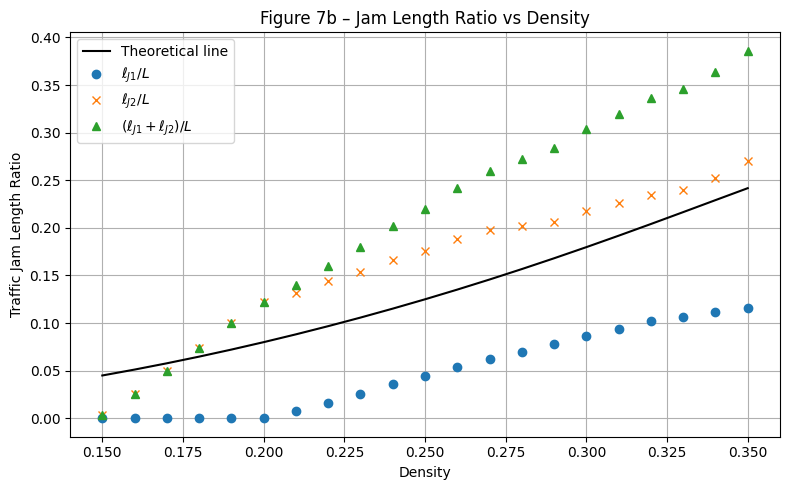 Figure 7b – Jam Length Ratio vs Density
Theoretical line
ℓJ1/L
ℓJ2/L
(ℓJ1 + ℓJ2)/L
Traffic Jam Length Ratio
0.40
0.35
0.30
0.25
0.20
0.15
0.10
0.05
0.00
0.150 0.175 0.200 0.225 0.250 0.275 0.300 0.325 0.350
Density